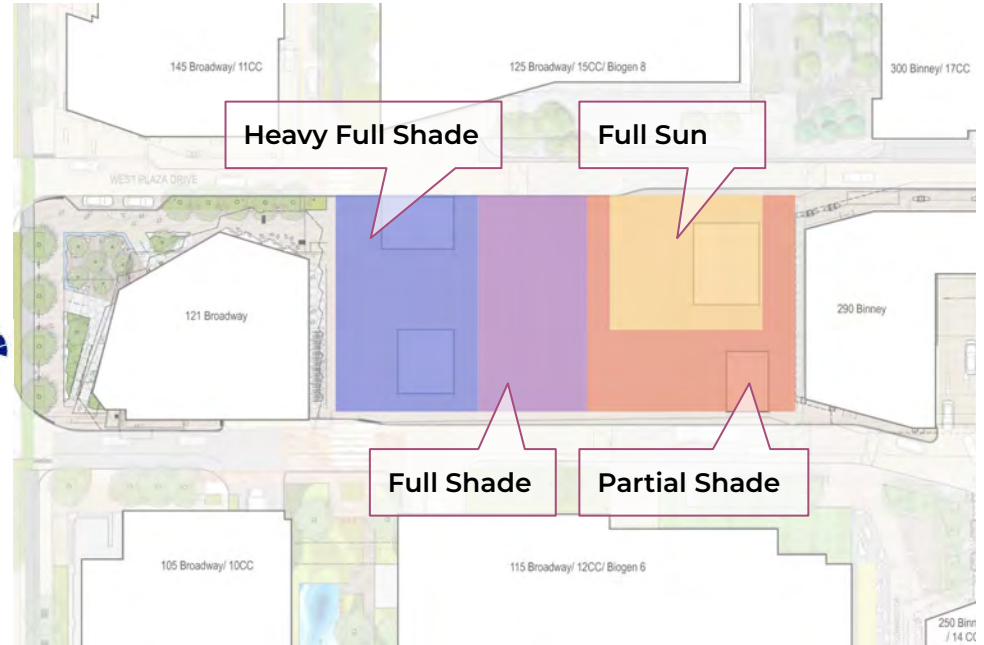 145 Broadway/ 11CC
125 Broadway/ 15CC/ Biogen 8
300 Binney/ 17CC
Heavy Full Shade
Full Sun
WEST PLAZA DRIVE
121 Broadway
290 Binney
Full Shade
Partial Shade
105 Broadway/ 10CC
115 Broadway/ 12CC/ Biogen 6
250 Binn
/ 14 CC